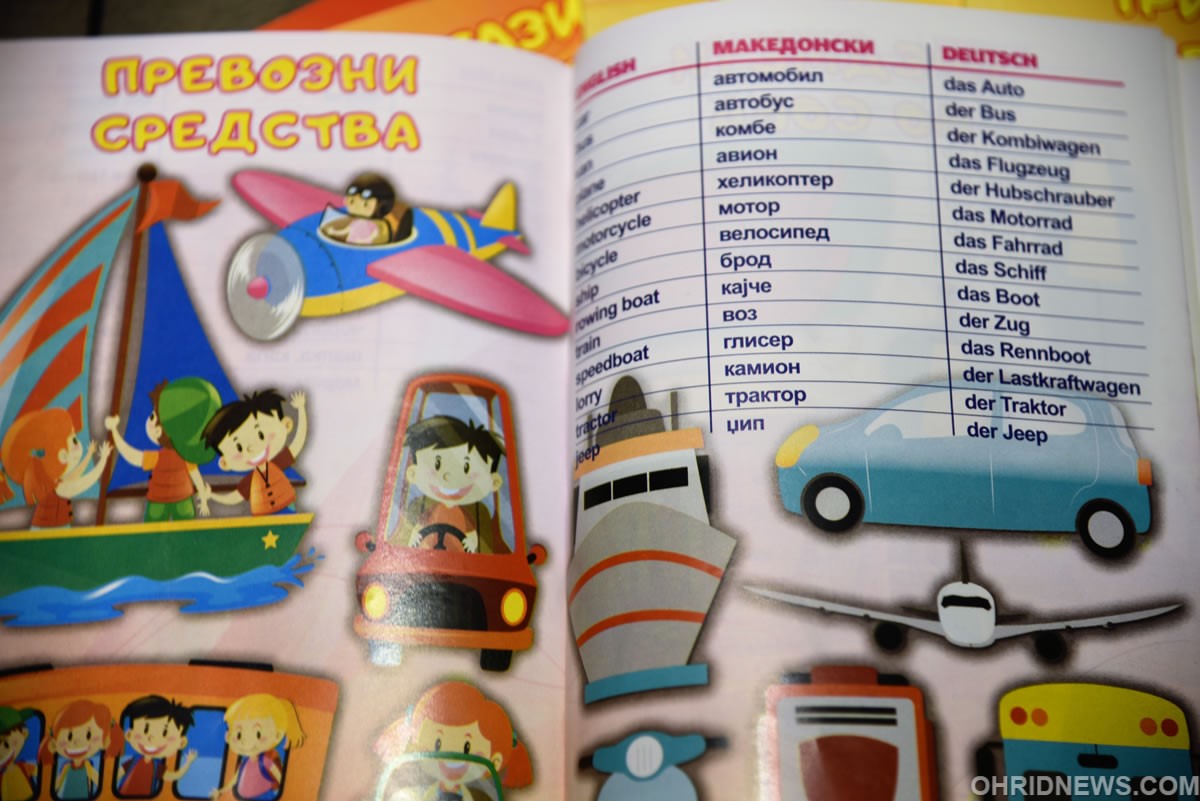 ПРЕВОЗНИ
СРЕДСТВА
ENGLISH МАКЕДОНСКИ DEUTSCH
автомобил das Auto
автобус der Bus
комбе der Kombiwagen
plane авион das Flugzeug
helicopter хеликоптер der Hubschrauber
motorcycle мотор das Motorrad
bicycle велосипед das Fahrrad
ship брод das Schiff
rowing boat кајче das Boot
train воз der Zug
speedboat глисер das Rennboot
lorry камион der Lastkraftwagen
tractor трактор der Traktor
jeep џип der Jeep
OHRIDNEWS.COM